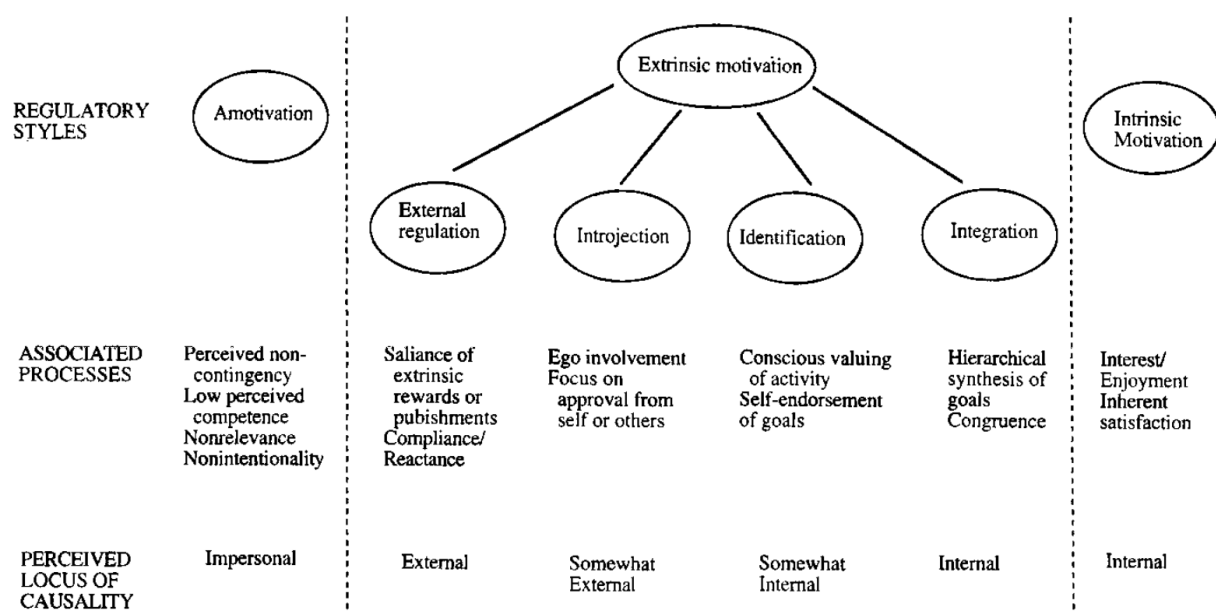 Extrinsic motivation
REGULATORY
STYLES
Amotivation
Intrinsic
Motivation
External
regulation
Introjection
Identification
Integration
ASSOCIATED
PROCESSES
Perceived non-
contingency
Low perceived
competence
Nonrelevance
Nonintentionality
Saliance of
extrinsic
rewards or
pubishments
Compliance/
Reactance
Ego involvement
Focus on
approval from
self or others
Conscious valuing
of activity
Self-endorsement
of goals
Hierarchical
synthesis of
goals
Congruence
Interest/
Enjoyment
Inherent
satisfaction
PERCEIVED
LOCUS OF
CAUSALITY
Impersonal
External
Somewhat
External
Somewhat
Internal
Internal
Internal